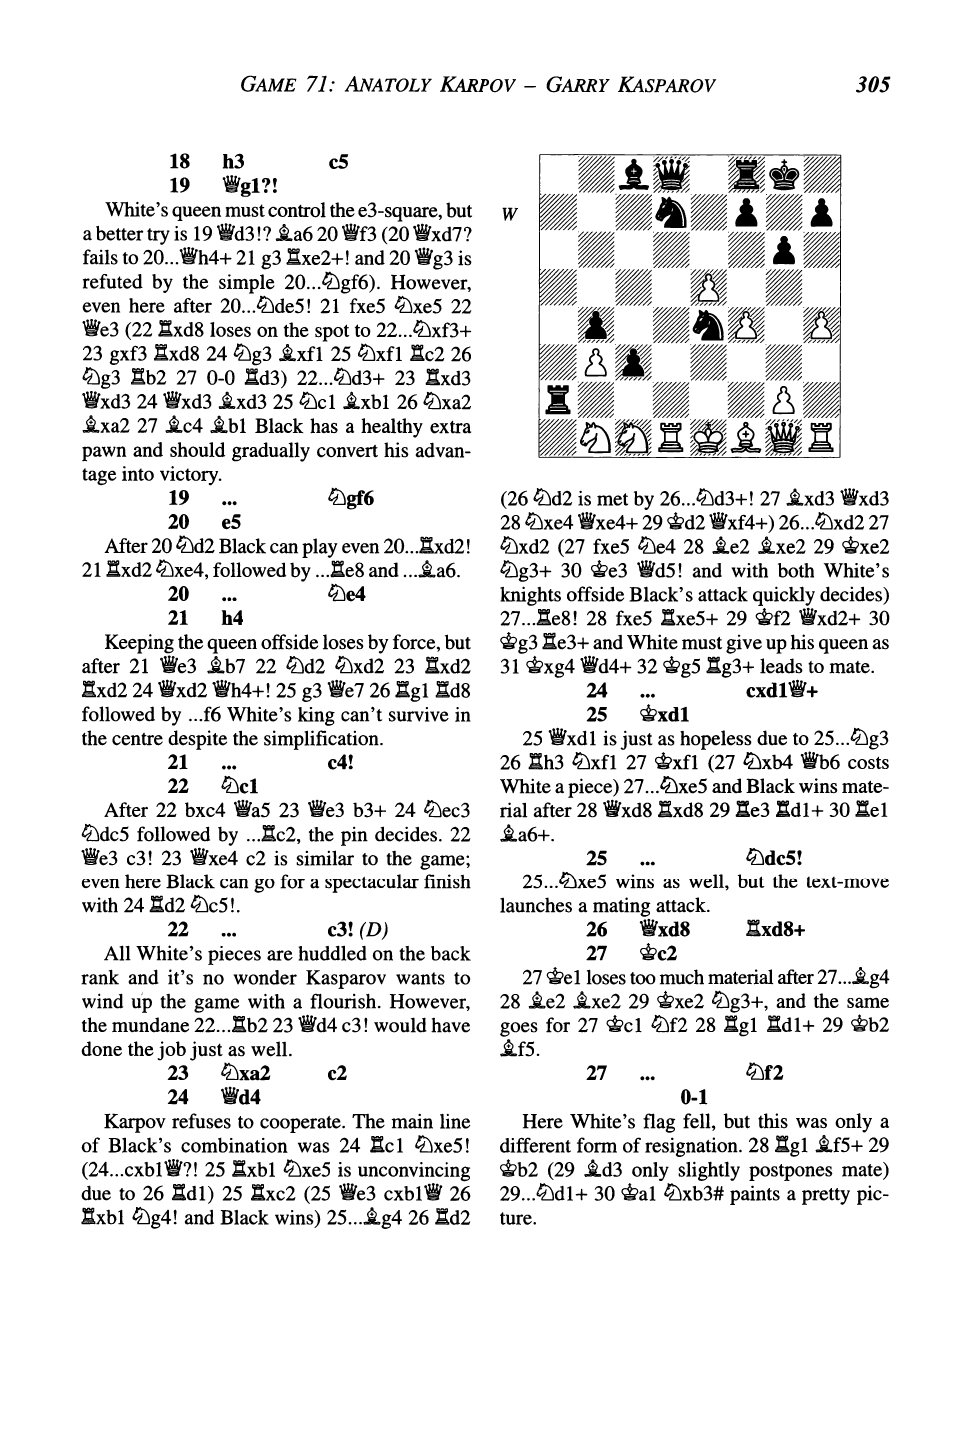 GAME 71: ANATOLY KARPOV – GARRY KASPAROV 305
18 h3 c5
19 ♕g1?!
White's queen must control the e3-square, but
a better try is 19 ♕d3!? ♗a6 20 ♕f3 (20 ♕xd7?
fails to 20...♕h4+ 21 g3 ♖xe2+! and 20 ♕g3 is
refuted by the simple 20...♘gf6). However,
even here after 20...♘de5! 21 fxe5 ♘xe5 22
♕e3 (22 ♖xd8 loses on the spot to 22...♘xf3+
23 gxf3 ♖xd8 24 ♘g3 ♗xf1 25 ♘xf1 ♖c2 26
♘g3 ♖b2 27 0-0 ♖d3) 22...♘d3+ 23 ♖xd3
♕xd3 24 ♕xd3 ♗xd3 25 ♘c1 ♗xb1 26 ♘xa2
♗xa2 27 ♗c4 ♗b1 Black has a healthy extra
pawn and should gradually convert his advan-
tage into victory.
19 ... ♘gf6
20 e5
After 20 ♘d2 Black can play even 20...♖xd2!
21 ♖xd2 ♘xe4, followed by ...♖e8 and ...♗a6.
20 ... ♘e4
21 h4
Keeping the queen offside loses by force, but
after 21 ♕e3 ♗b7 22 ♘d2 ♘xd2 23 ♖xd2
♖xd2 24 ♕xd2 ♕h4+! 25 g3 ♕e7 26 ♖g1 ♖d8
followed by ...f6 White's king can't survive in
the centre despite the simplification.
21 ... c4!
22 ♘c1
After 22 bxc4 ♕a5 23 ♕e3 b3+ 24 ♘ec3
♘dc5 followed by ...♖c2, the pin decides. 22
♕e3 c3! 23 ♕xe4 c2 is similar to the game;
even here Black can go for a spectacular finish
with 24 ♖d2 ♘c5!.
22 ... c3! (D)
All White's pieces are huddled on the back
rank and it's no wonder Kasparov wants to
wind up the game with a flourish. However,
the mundane 22...♖b2 23 ♕d4 c3! would have
done the job just as well.
23 ♘xa2 c2
24 ♕d4
Karpov refuses to cooperate. The main line
of Black's combination was 24 ♖c1 ♘xe5!
(24...cxb1♕?! 25 ♖xb1 ♘xe5 is unconvincing
due to 26 ♖d1) 25 ♖xc2 (25 ♕e3 cxb1♕ 26
♖xb1 ♘g4! and Black wins) 25...♗g4 26 ♖d2
W
(26 ♘d2 is met by 26...♘d3+! 27 ♗xd3 ♕xd3
28 ♘xe4 ♕xe4+ 29 ♔d2 ♕xf4+) 26...♘xd2 27
♘xd2 (27 fxe5 ♘e4 28 ♗e2 ♗xe2 29 ♔xe2
♘g3+ 30 ♔e3 ♕d5! and with both White's
knights offside Black's attack quickly decides)
27...♖e8! 28 fxe5 ♖xe5+ 29 ♔f2 ♕xd2+ 30
♔g3 ♖e3+ and White must give up his queen as
31 ♔xg4 ♕d4+ 32 ♔g5 ♖g3+ leads to mate.
24 ... cxd1♕+
25 ♔xd1
25 ♕xd1 is just as hopeless due to 25...♘g3
26 ♖h3 ♘xf1 27 ♔xf1 (27 ♘xb4 ♕b6 costs
White a piece) 27...♘xe5 and Black wins mate-
rial after 28 ♕xd8 ♖xd8 29 ♖e3 ♖d1+ 30 ♖e1
♗a6+.
25 ... ♘dc5!
25...♘xe5 wins as well, but the text-move
launches a mating attack.
26 ♕xd8 ♖xd8+
27 ♔c2
27 ♔e1 loses too much material after 27...♗g4
28 ♗e2 ♗xe2 29 ♔xe2 ♘g3+, and the same
goes for 27 ♔c1 ♘f2 28 ♖g1 ♖d1+ 29 ♔b2
♗f5.
27 ... ♘f2
0-1
Here White's flag fell, but this was only a
different form of resignation. 28 ♖g1 ♗f5+ 29
♔b2 (29 ♗d3 only slightly postpones mate)
29...♘d1+ 30 ♔a1 ♘xb3# paints a pretty pic-
ture.